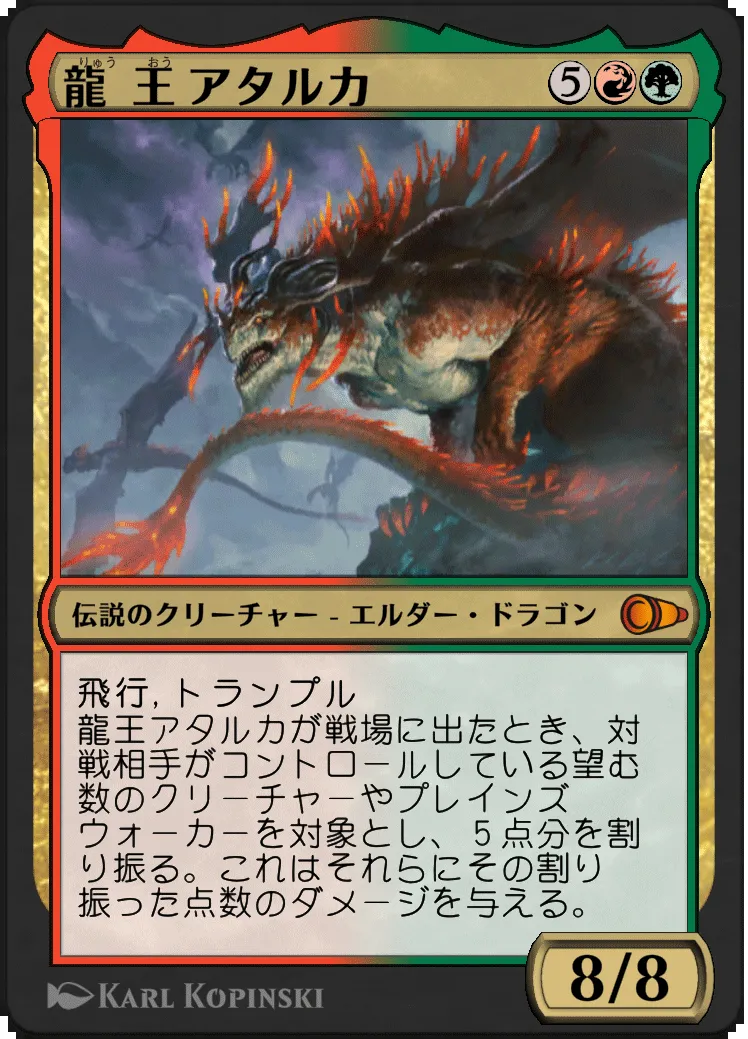 りゅう おう
龍王アタルカ 5
伝説のクリーチャー - エルダー・ドラゴン
飛行, トランプル
龍王アタルカが戦場に出たとき、対
戦相手がコントロールしている望む
数のクリーチャーやプレインズ
ウォーカーを対象とし、5点分を割
り振る。これはそれらにその割り
振った点数のダメージを与える。
8/8
KARL KOPINSKI